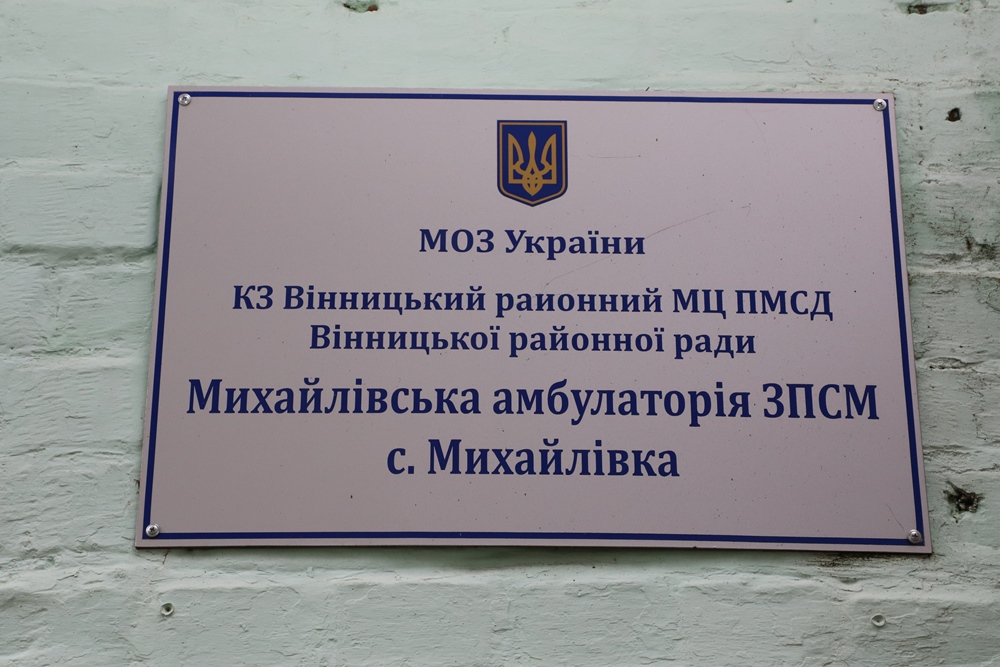 МОЗ України
КЗ Вінницький раионний МЦ ПМСД
Вінницької районної ради
Михайлівська амбулаторія ЗПСМ
с. Михайлівка